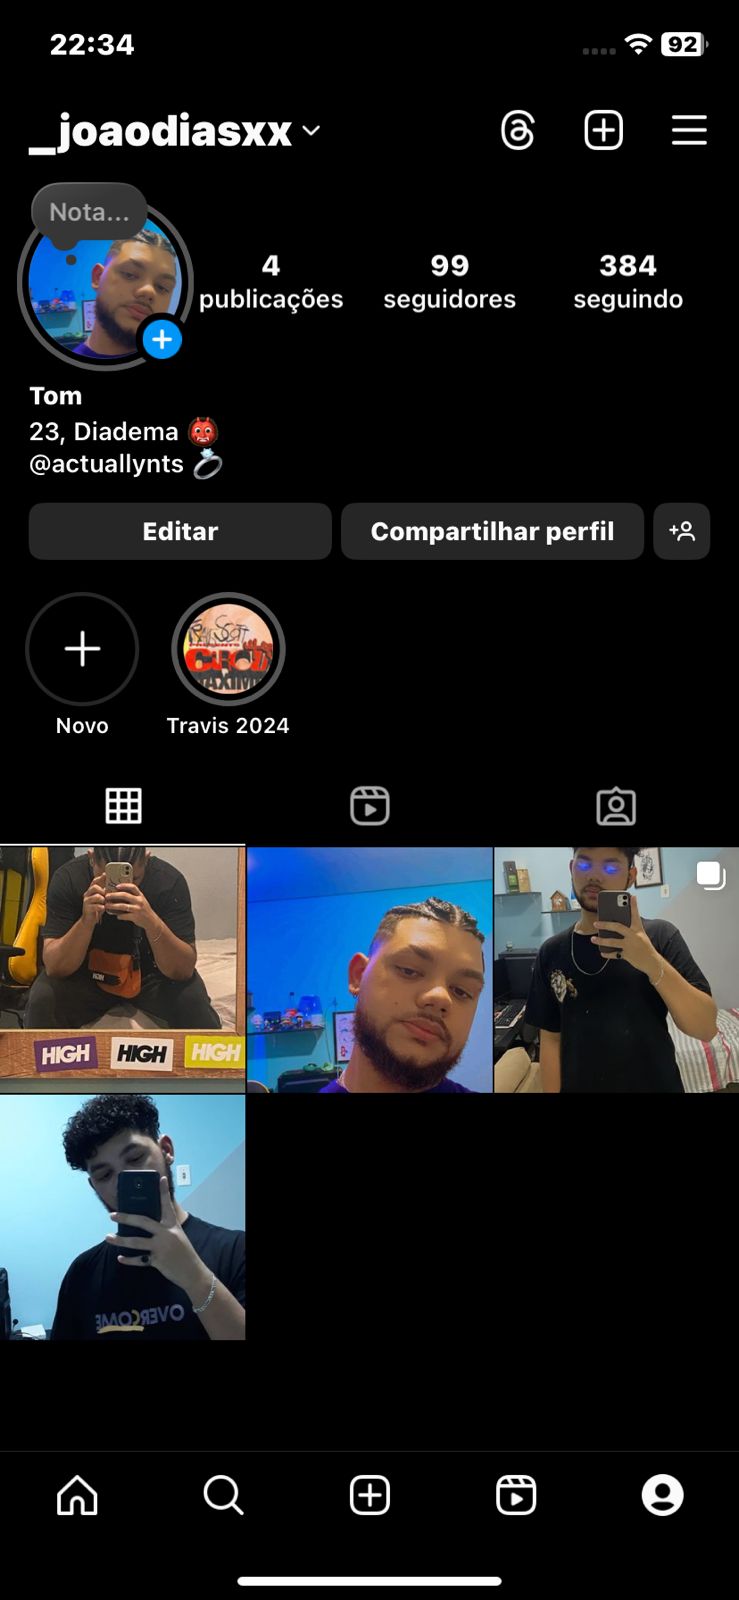 22:34
92
_joaodiasxx
Nota...
4
publicações
99
seguidores
384
seguindo
Tom
23, Diadema 👹
@actuallynts 💍
Editar
Compartilhar perfil
Novo
Travis 2024
HIGH
HIGH HIGH HIGH
OVERCOME